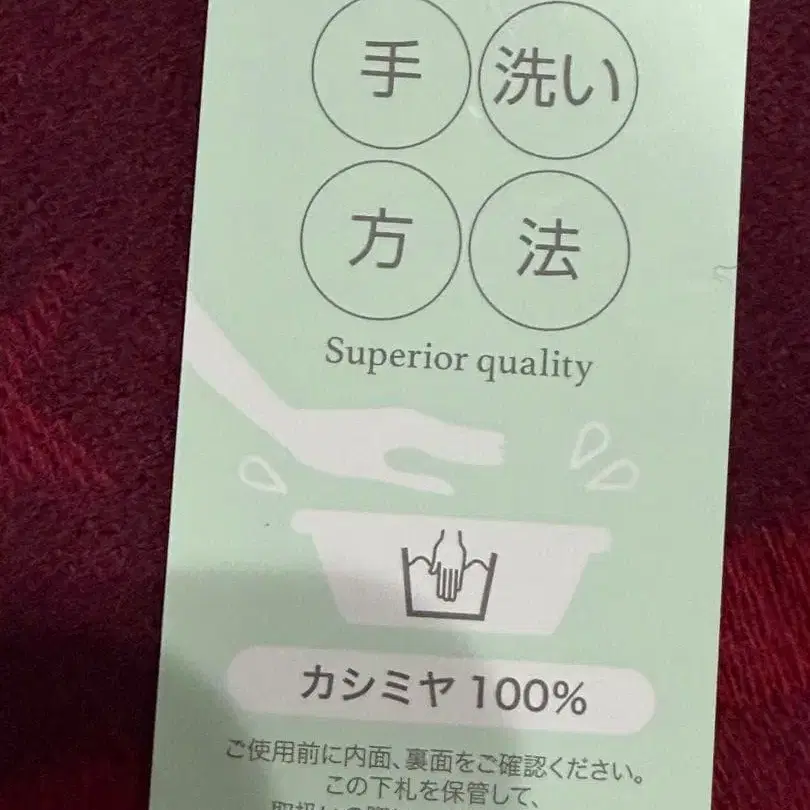 手洗い
方法
Superior quality
カシミヤ 100%
ご使用前に内面、裏面をご確認ください。
この下札を保管して、